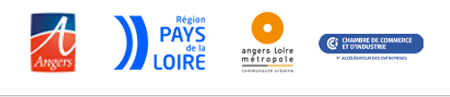 Angers
Région
PAYS
de la
LOIRE
angers loire
métropole
communauté urbaine
CHAMBRE DE COMMERCE
ET D'INDUSTRIE
1er ACCÉLÉRATEUR DES ENTREPRISES